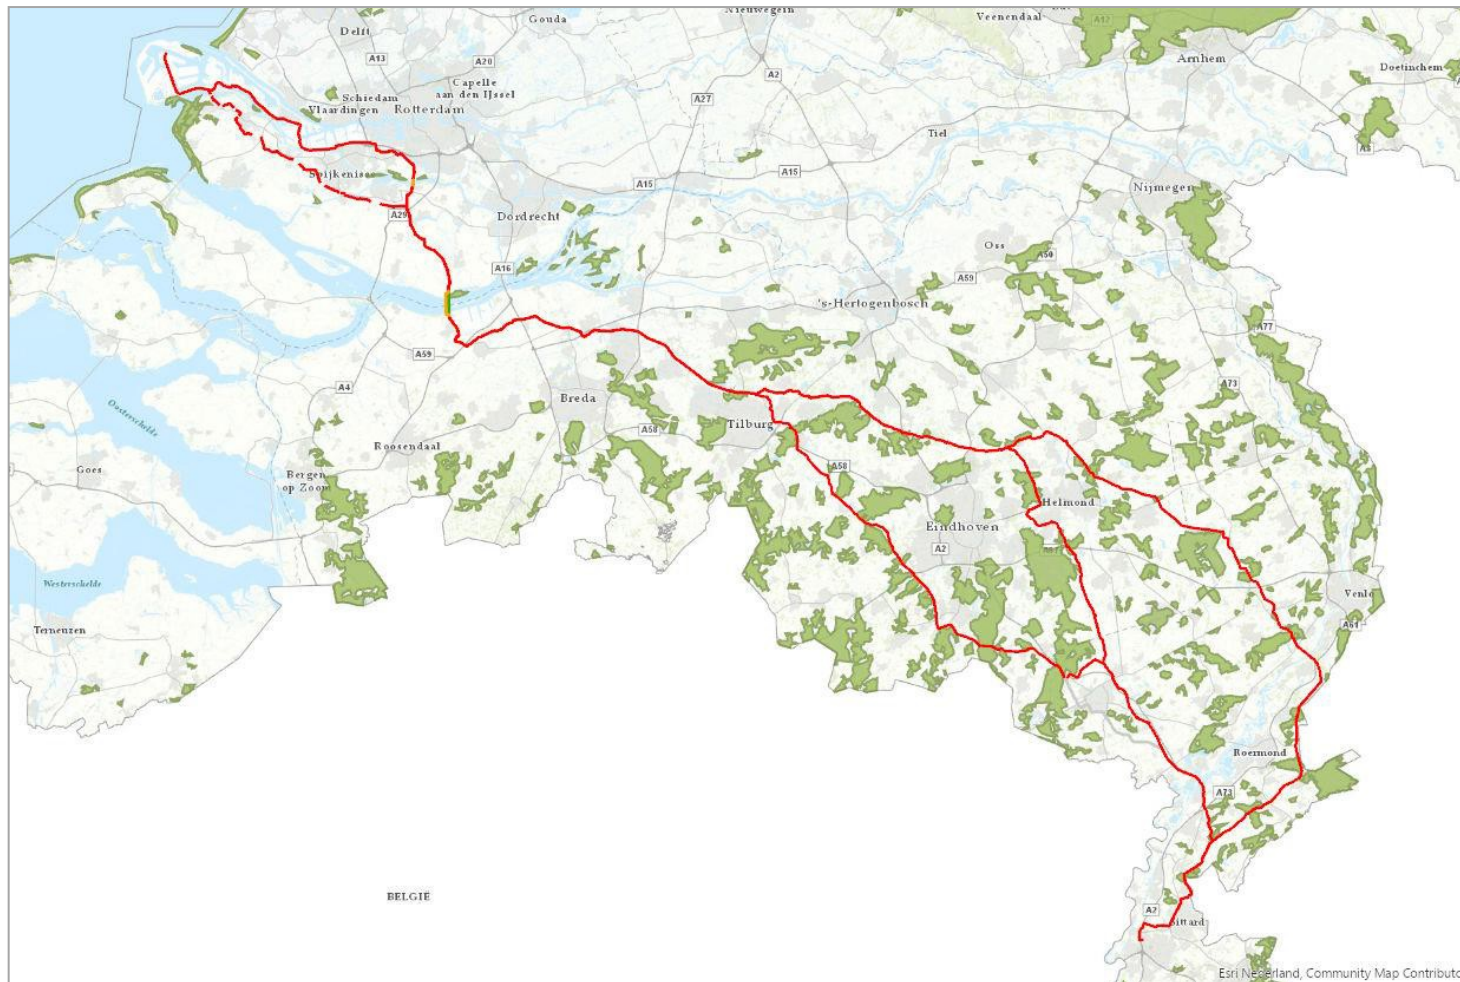 Nieuwegein
Veenendaal
A12
Gouda
Delft
A13
A20
A2
Arnhem
Doetinchem
Capelle
aan den IJssel
Schiedam
Vlaardingen
Rotterdam
A27
Tiel
A3
Spijkenisse
A15
A15
Nijmegen
A29
Dordrecht
Oss
A50
A16
A59
's-Hertogenbosch
A77
A59
A4
A73
Breda
Oosterschelde
Tilburg
A58
Roosendaal
Goes
Bergen
op Zoom
A58
Helmond
Eindhoven
A2
A67
Westerschelde
Venlo
Terneuzen
A61
Roermond
A73
BELGIË
A2
Sittard
Esri Nederland, Community Map Contributo